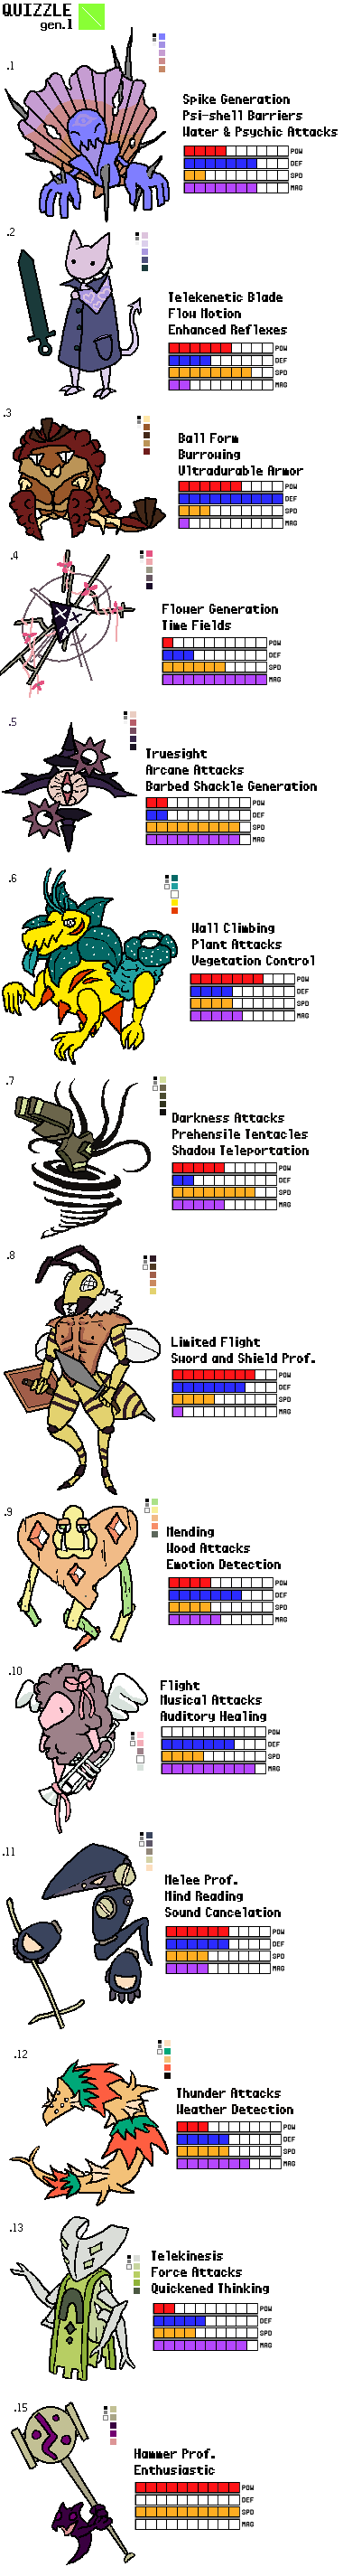 QUIZZLE
gen.1
.1
Spike Generation
Psi-shell Barriers
Water & Psychic Attacks
POW
DEF
SPD
MAG
.2
Telekenetic Blade
Flow Motion
Enhanced Reflexes
POW
DEF
SPD
MAG
.3
Ball Form
Burrowing
Ultradurable Armor
POW
DEF
SPD
MAG
.4
Flower Generation
Time Fields
POW
DEF
SPD
MAG
.5
Truesight
Arcane Attacks
Barbed Shackle Generation
POW
DEF
SPD
MAG
.6
Wall Climbing
Plant Attacks
Vegetation Control
POW
DEF
SPD
MAG
.7
Darkness Attacks
Prehensile Tentacles
Shadow Teleportation
POW
DEF
SPD
MAG
.8
Limited Flight
Sword and Shield Prof.
POW
DEF
SPD
MAG
.9
Mending
Wood Attacks
Emotion Detection
POW
DEF
SPD
MAG
.10
Flight
Musical Attacks
Auditory Healing
POW
DEF
SPD
MAG
.11
Melee Prof.
Mind Reading
Sound Cancelation
POW
DEF
SPD
MAG
.12
Thunder Attacks
Weather Detection
POW
DEF
SPD
MAG
.13
Telekinesis
Force Attacks
Quickened Thinking
POW
DEF
SPD
MAG
.15
Hammer Prof.
Enthusiastic
POW
DEF
SPD
MAG